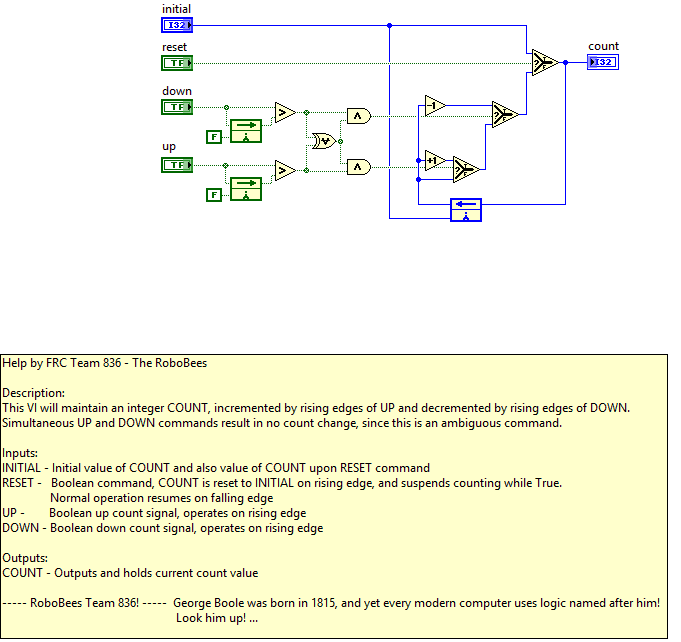 initial
I32
count
reset
TF
I32
down
TF
-1
F
up
TF
+1
F
Help by FRC Team 836 - The RoboBees
Description:
This VI will maintain an integer COUNT, incremented by rising edges of UP and decremented by rising edges of DOWN.
Simultaneous UP and DOWN commands result in no count change, since this is an ambiguous command.
Inputs:
INITIAL - Initial value of COUNT and also value of COUNT upon RESET command
RESET - Boolean command, COUNT is reset to INITIAL on rising edge, and suspends counting while True.
Normal operation resumes on falling edge
UP - Boolean up count signal, operates on rising edge
DOWN - Boolean down count signal, operates on rising edge
Outputs:
COUNT - Outputs and holds current count value
----- RoboBees Team 836! ----- George Boole was born in 1815, and yet every modern computer uses logic named after him!
Look him up! ...